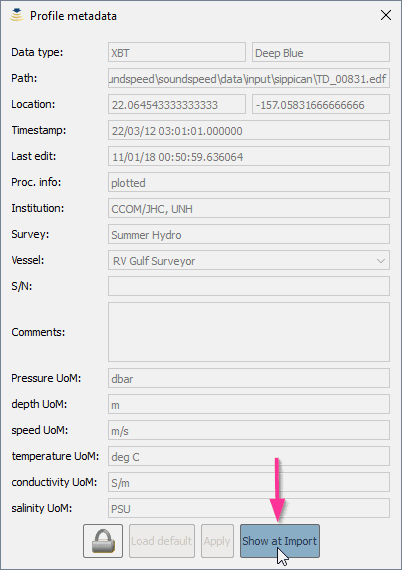 Profile metadata
Data type: XBT Deep Blue
Path: undspeed\soundspeed\data\input\sippican\TD_00831.edf
Location: 22.064543333333333 -157.05831666666666
Timestamp: 22/03/12 03:01:01.000000
Last edit: 11/01/18 00:50:59.636064
Proc. info: plotted
Institution: CCOM/JHC, UNH
Survey: Summer Hydro
Vessel: RV Gulf Surveyor
S/N:
Comments:
Pressure UoM: dbar
depth UoM: m
speed UoM: m/s
temperature UoM: deg C
conductivity UoM: S/m
salinity UoM: PSU
Load default Apply Show at Import